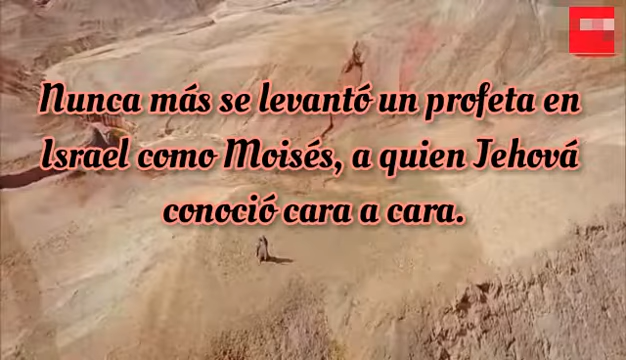 Nunca más se levantó un profeta en
Israel como Moisés, a quien Jehová
conoció cara a cara.